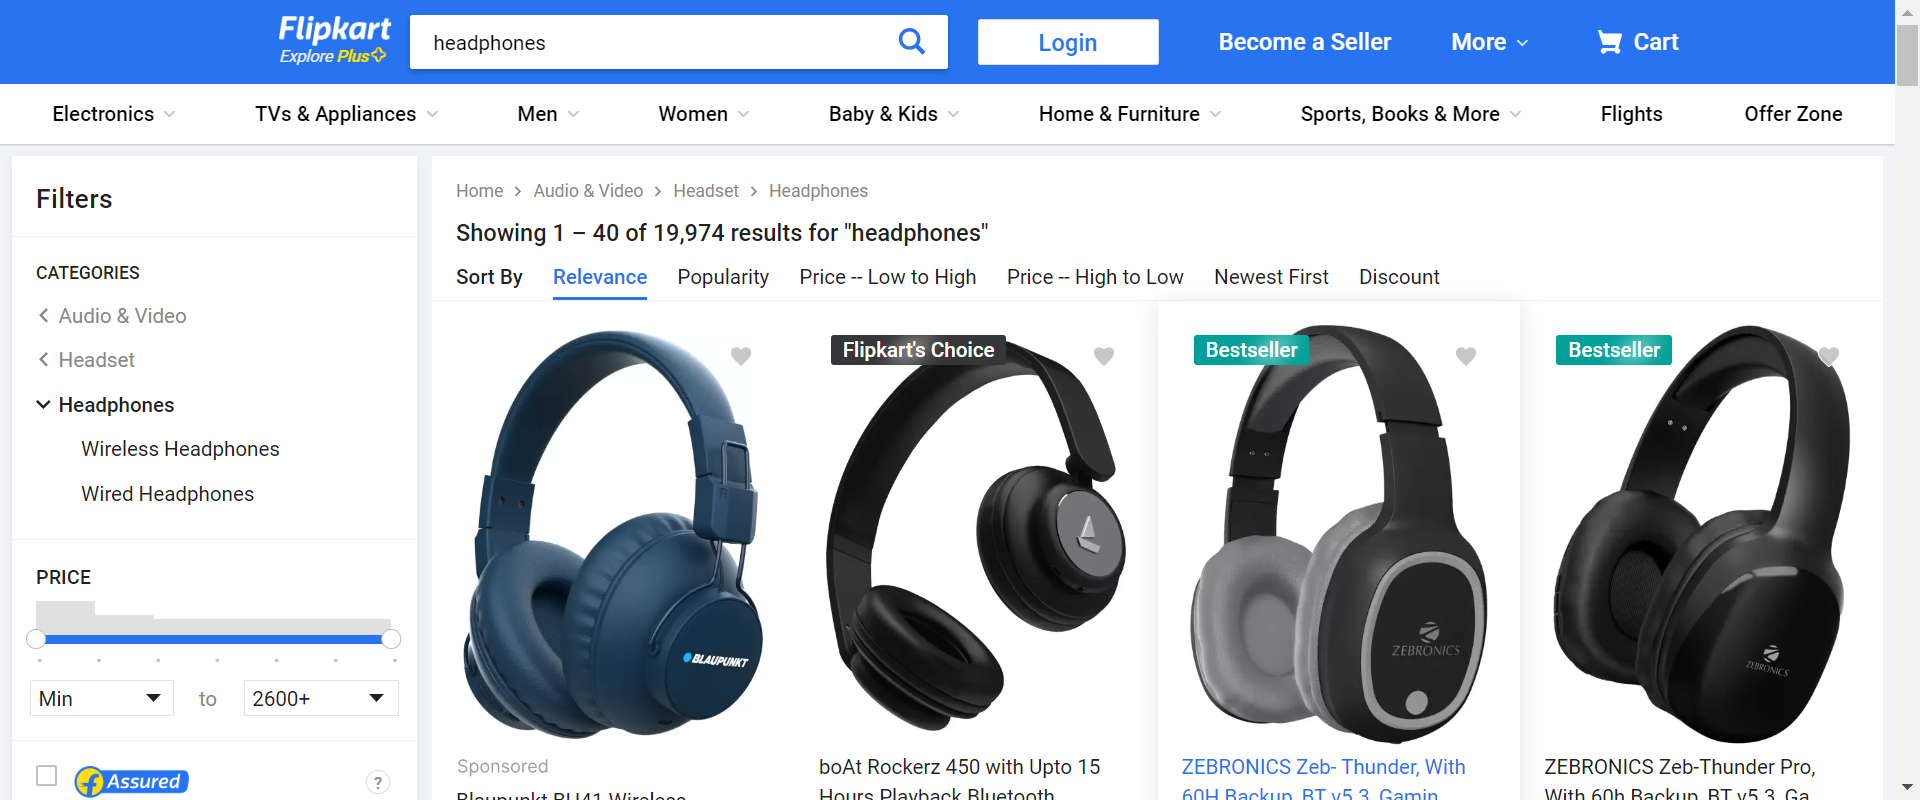 Flipkart
Explore Plus
headphones
Login
Become a Seller
More
Cart
Electronics
TVs & Appliances
Men
Women
Baby & Kids
Home & Furniture
Sports, Books & More
Flights
Offer Zone
Filters
CATEGORIES
Audio & Video
Headset
Headphones
Wireless Headphones
Wired Headphones
PRICE
Min
to
2600+
Assured
?
Home
Audio & Video
Headset
Headphones
Showing 1 – 40 of 19,974 results for "headphones"
Sort By
Relevance
Popularity
Price -- Low to High
Price -- High to Low
Newest First
Discount
R
BLAUPUNKT
Sponsored
Blaupunkt BH41 Wireless
Flipkart's Choice
boAt Rockerz 450 with Upto 15
Hours Playback Bluetooth
Bestseller
ZEBRONICS
ZEBRONICS Zeb- Thunder, With
60H Backup, BT v5.3, Gamin
Bestseller
ZEBRONICS
ZEBRONICS Zeb-Thunder Pro,
With 60h Backup, BT v5.3, Ga